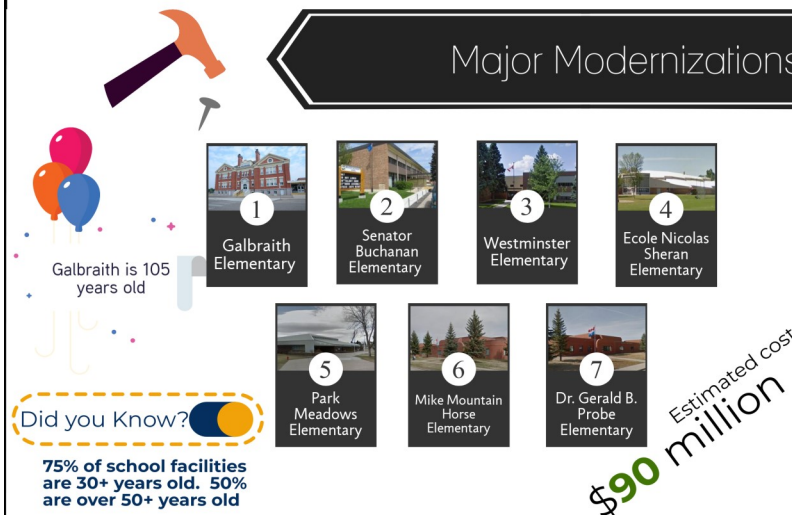 Major Modernizations
1
Galbraith
Elementary
2
Senator
Buchanan
Elementary
3
Westminster
Elementary
4
Ecole Nicolas
Sheran
Elementary
Galbraith is 105
years old
5
Park
Meadows
Elementary
6
Mike Mountain
Horse
Elementary
7
Dr. Gerald B.
Probe
Elementary
Estimated cost
$90 million
Did you Know?
75% of school facilities
are 30+ years old. 50%
are over 50+ years old